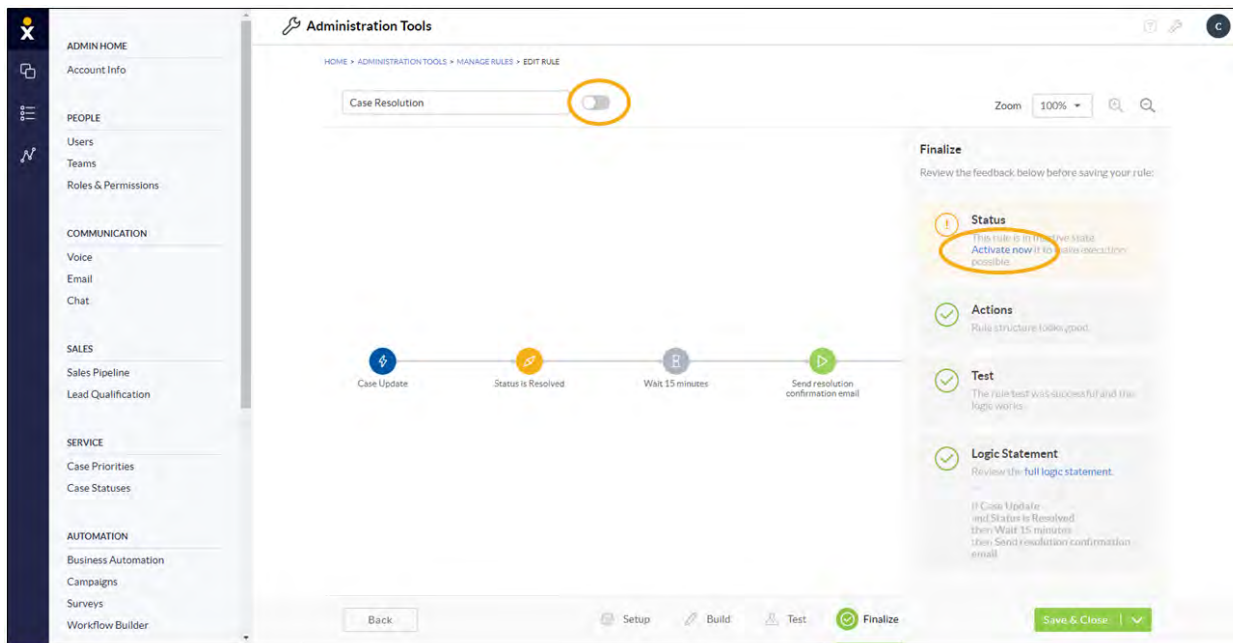 Administration Tools
C
ADMIN HOME
Account Info
PEOPLE
Users
Teams
Roles & Permissions
COMMUNICATION
Voice
Email
Chat
SALES
Sales Pipeline
Lead Qualification
SERVICE
Case Priorities
Case Statuses
AUTOMATION
Business Automation
Campaigns
Surveys
Workflow Builder
HOME > ADMINISTRATION TOOLS > MANAGE RULES > EDIT RULE
Case Resolution
Zoom 100%
Case Update
Status is Resolved
Wait 15 minutes
Send resolution
confirmation email
Finalize
Review the feedback below before saving your rule:
Status
This rule is in inactive state.
Activate now it to make execution
possible.
Actions
Rule structure looks good.
Test
The rule test was successful and the
logic works.
Logic Statement
Review the full logic statement.
If Case Update
and Status is Resolved
then Wait 15 minutes
then Send resolution confirmation
email
Back
Setup
Build
Test
Finalize
Save & Close